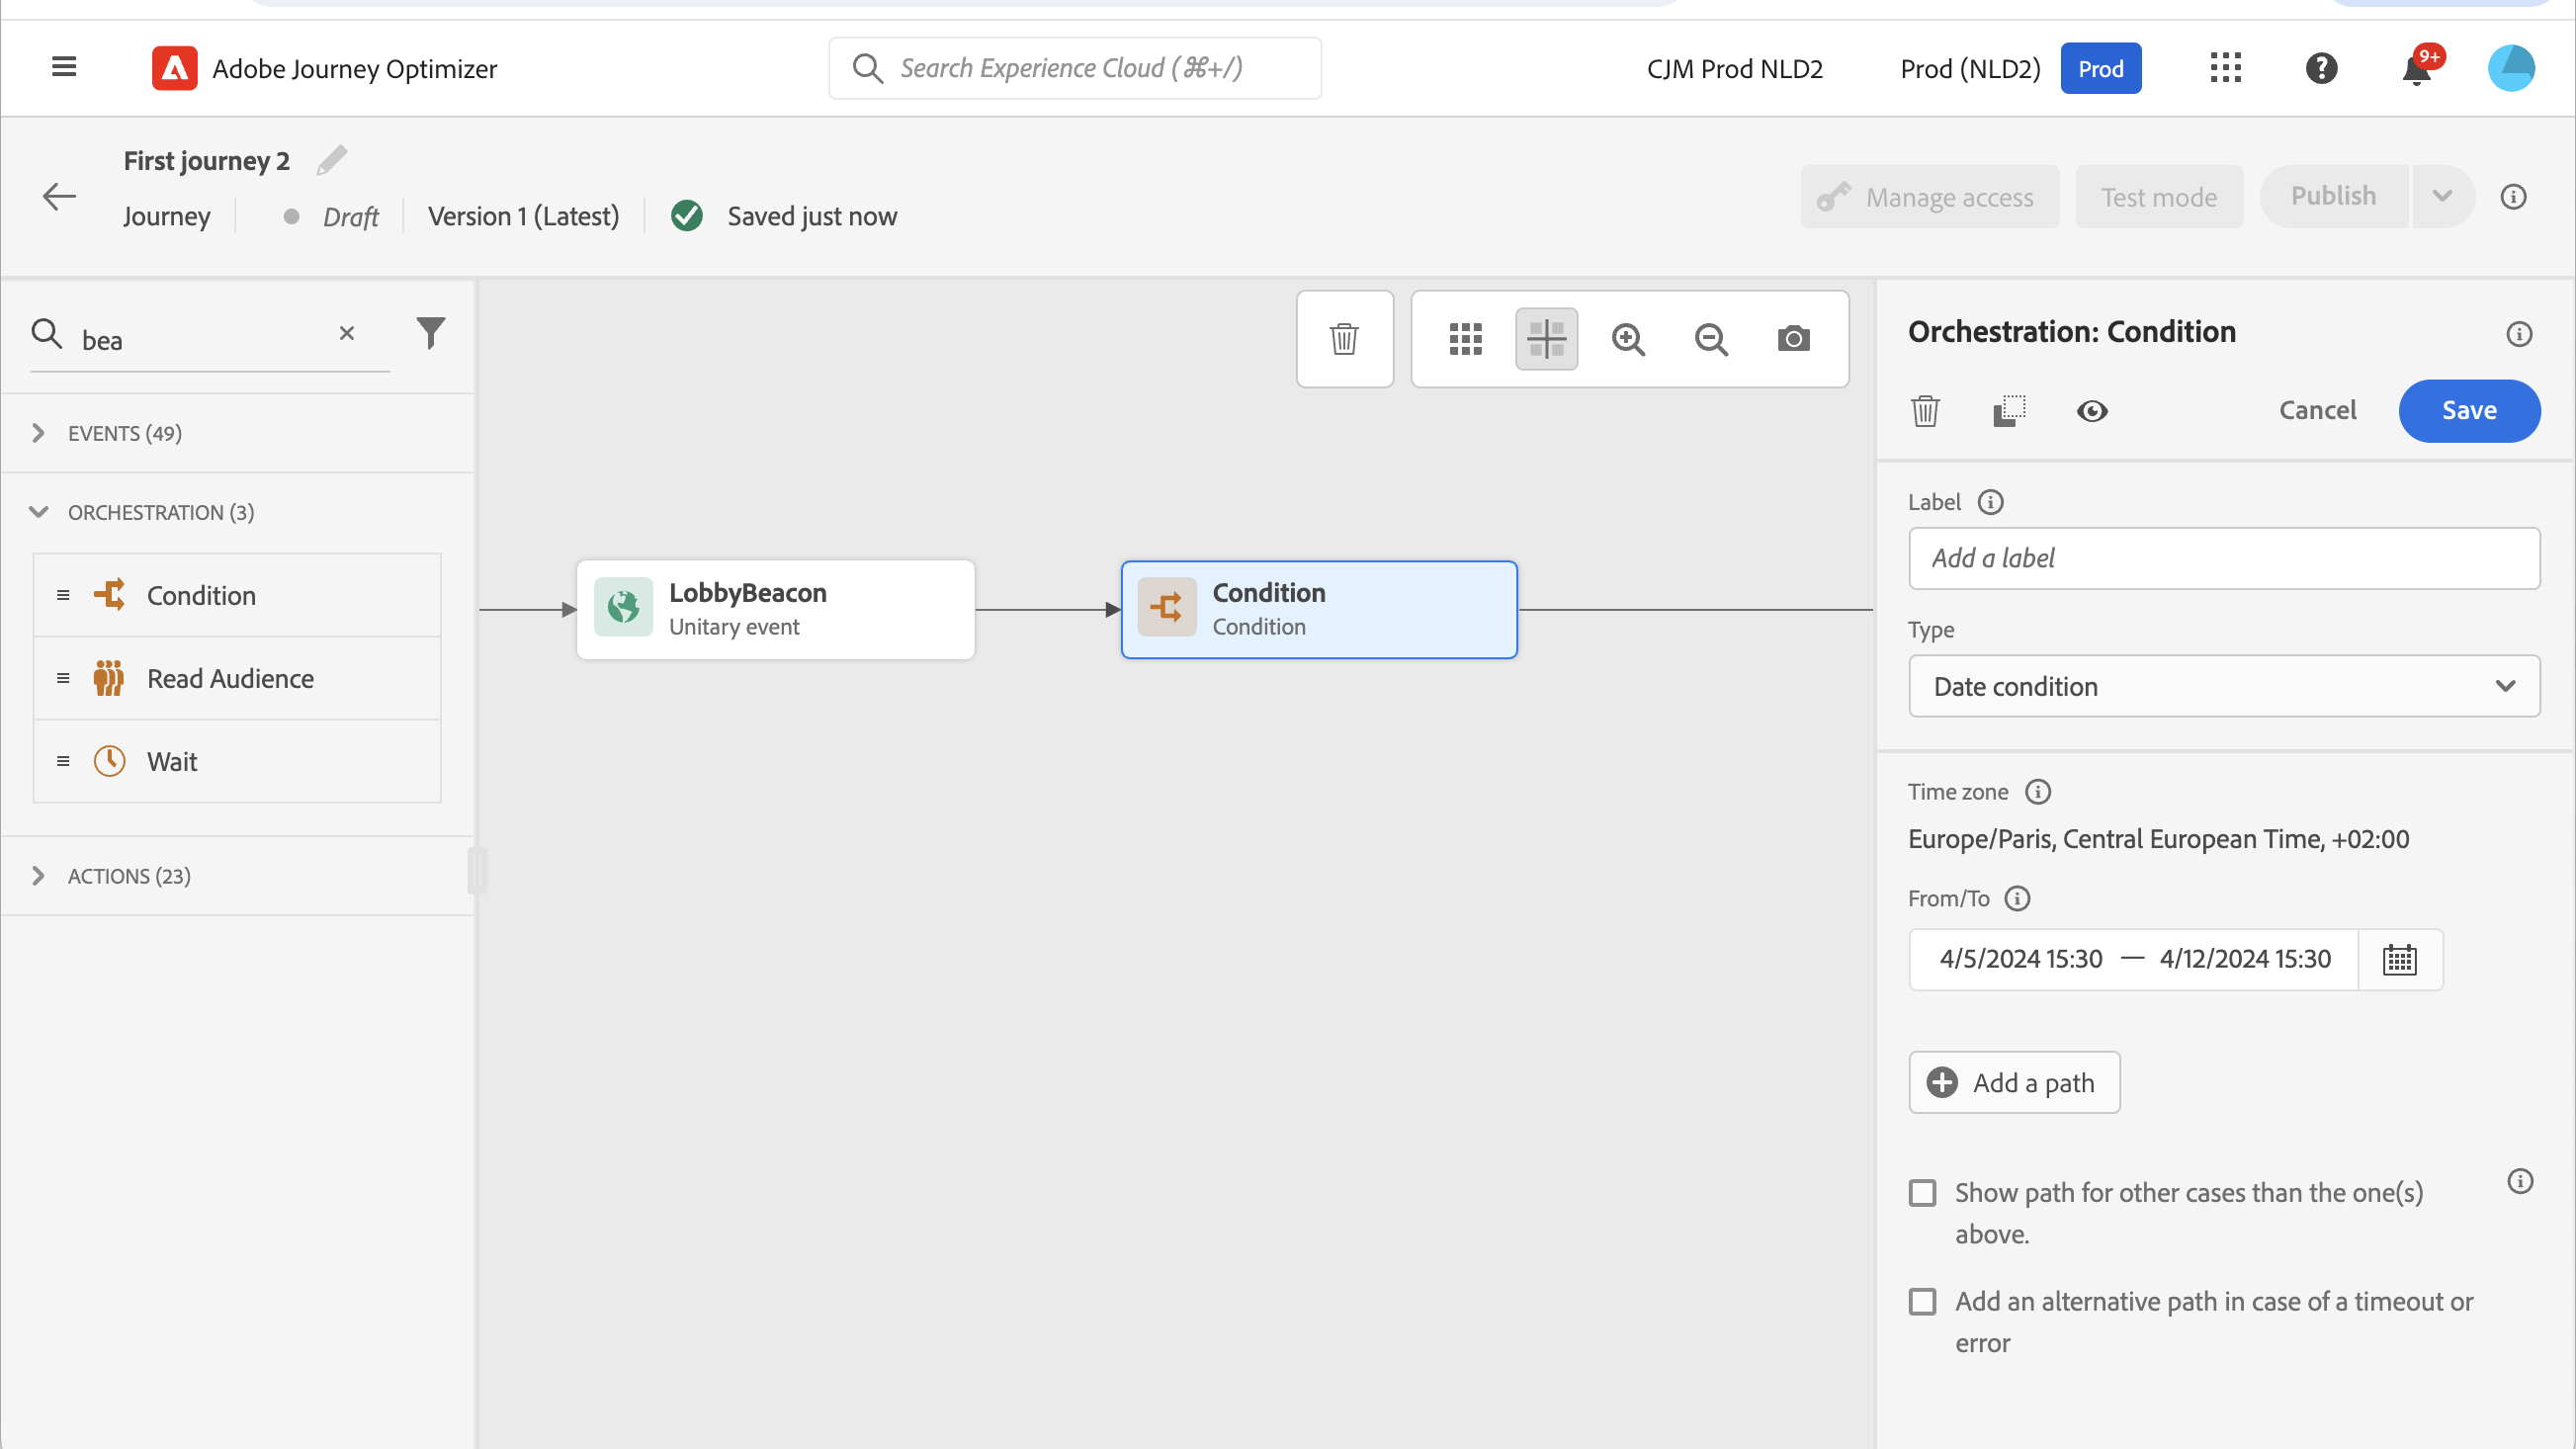 Adobe Journey Optimizer
Search Experience Cloud (⌘+/)
CJM Prod NLD2
Prod (NLD2)
Prod
9+
First journey 2
Journey
Draft
Version 1 (Latest)
Saved just now
Manage access
Test mode
Publish
bea
EVENTS (49)
ORCHESTRATION (3)
Condition
Read Audience
Wait
ACTIONS (23)
LobbyBeacon
Unitary event
Condition
Condition
Orchestration: Condition
Cancel
Save
Label
Add a label
Type
Date condition
Time zone
Europe/Paris, Central European Time, +02:00
From/To
4/5/2024 15:30 — 4/12/2024 15:30
Add a path
Show path for other cases than the one(s)
above.
Add an alternative path in case of a timeout or
error